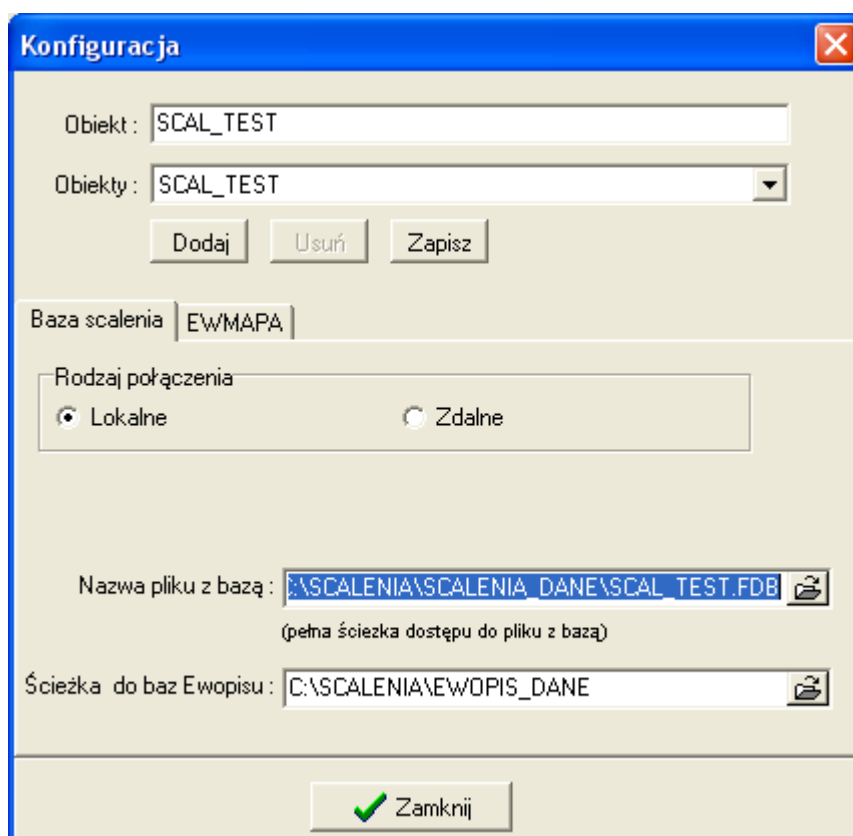 Konfiguracja
Obiekt : SCAL_TEST
Obiekty : SCAL_TEST
Dodaj Usuń Zapisz
Baza scalenia EWMAPA
Rodzaj połączenia
Lokalne Zdalne
Nazwa pliku z bazą : C:\SCALENIA\SCALENIA_DANE\SCAL_TEST.FDB
(pełna ścieżka dostępu do pliku z bazą)
Ścieżka do baz Ewopisu : C:\SCALENIA\EWOPIS_DANE
Zamknij